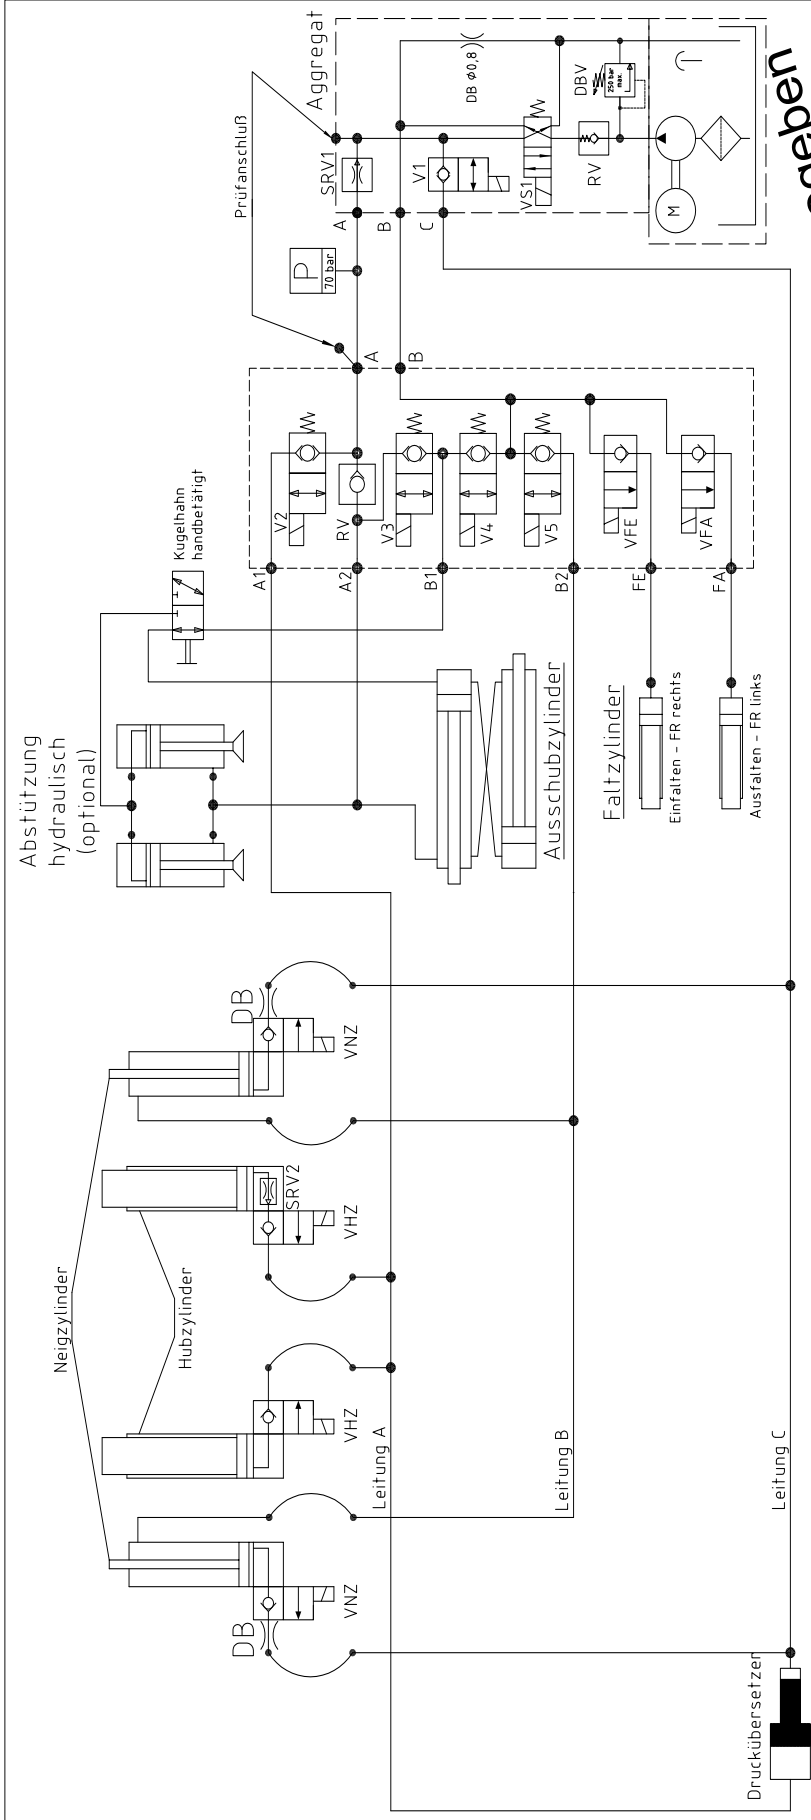 Aggregat
Prüfanschluß
DB ⌀0,8
DBV
250 bar
max.
SRV1
V1
VS1
RV
M
A
B
C
P
70 bar
A
B
Kugelhahn
handbetätigt
V2
RV
V3
V4
V5
VFE
VFA
A1
A2
B1
B2
FE
FA
Abstützung
hydraulisch
(optional)
Ausschubzylinder
Faltzylinder
Einfalten - FR rechts
Ausfalten - FR links
DB
VNZ
SRV2
VHZ
Neigzylinder
Hubzylinder
VHZ
Leitung A
Leitung B
Leitung C
DB
VNZ
Druckübersetzer